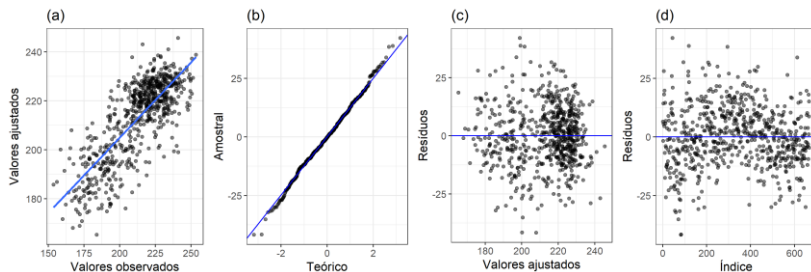 (a)
Valores ajustados
240
220
200
180
150
175
200
225
250
Valores observados
(b)
Amostral
25
0
-25
-2
0
2
Teórico
(c)
Resíduos
25
0
-25
180
200
220
240
Valores ajustados
(d)
Resíduos
25
0
-25
0
200
400
600
Índice